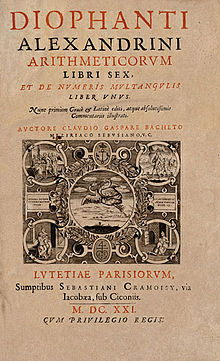 DIOPHANTI
ALEXANDRINI
ARITHMETICORVM
LIBRI SEX,
ET DE NVMERIS MVLTANGVLIS
LIBER VNVS.
Nunc primùm Græcè & Latinè editi, atque absolutissimis
Commentariis illustrati.
AVCTORE CLAVDIO GASPARE BACHETO
MEZIRIACO SEBVSIANO, V.C.
LVTETIAE PARISIORVM,
Sumptibus SEBASTIANI CRAMOISY, via
Iacobæa, sub Ciconiis.
M. DC. XXI.
CVM PRIVILEGIO REGIS.